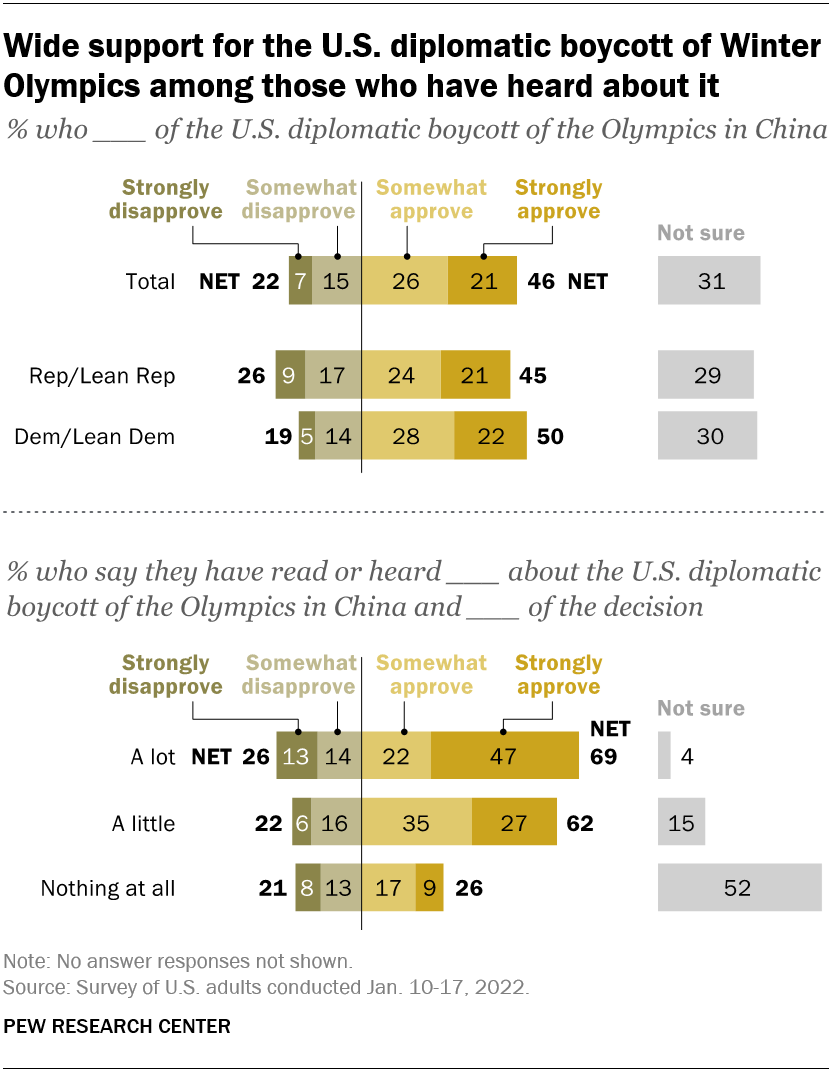 Wide support for the U.S. diplomatic boycott of Winter
Olympics among those who have heard about it
% who ___ of the U.S. diplomatic boycott of the Olympics in China
Strongly disapprove Somewhat disapprove Somewhat approve Strongly approve Not sure
Total NET 22 7 15 26 21 46 NET 31
Rep/Lean Rep 26 9 17 24 21 45 29
Dem/Lean Dem 19 5 14 28 22 50 30
% who say they have read or heard ___ about the U.S. diplomatic
boycott of the Olympics in China and ___ of the decision
Strongly disapprove Somewhat disapprove Somewhat approve Strongly approve Not sure
A lot NET 26 13 14 22 47 NET 69 4
A little 22 6 16 35 27 62 15
Nothing at all 21 8 13 17 9 26 52
Note: No answer responses not shown.
Source: Survey of U.S. adults conducted Jan. 10-17, 2022.
PEW RESEARCH CENTER